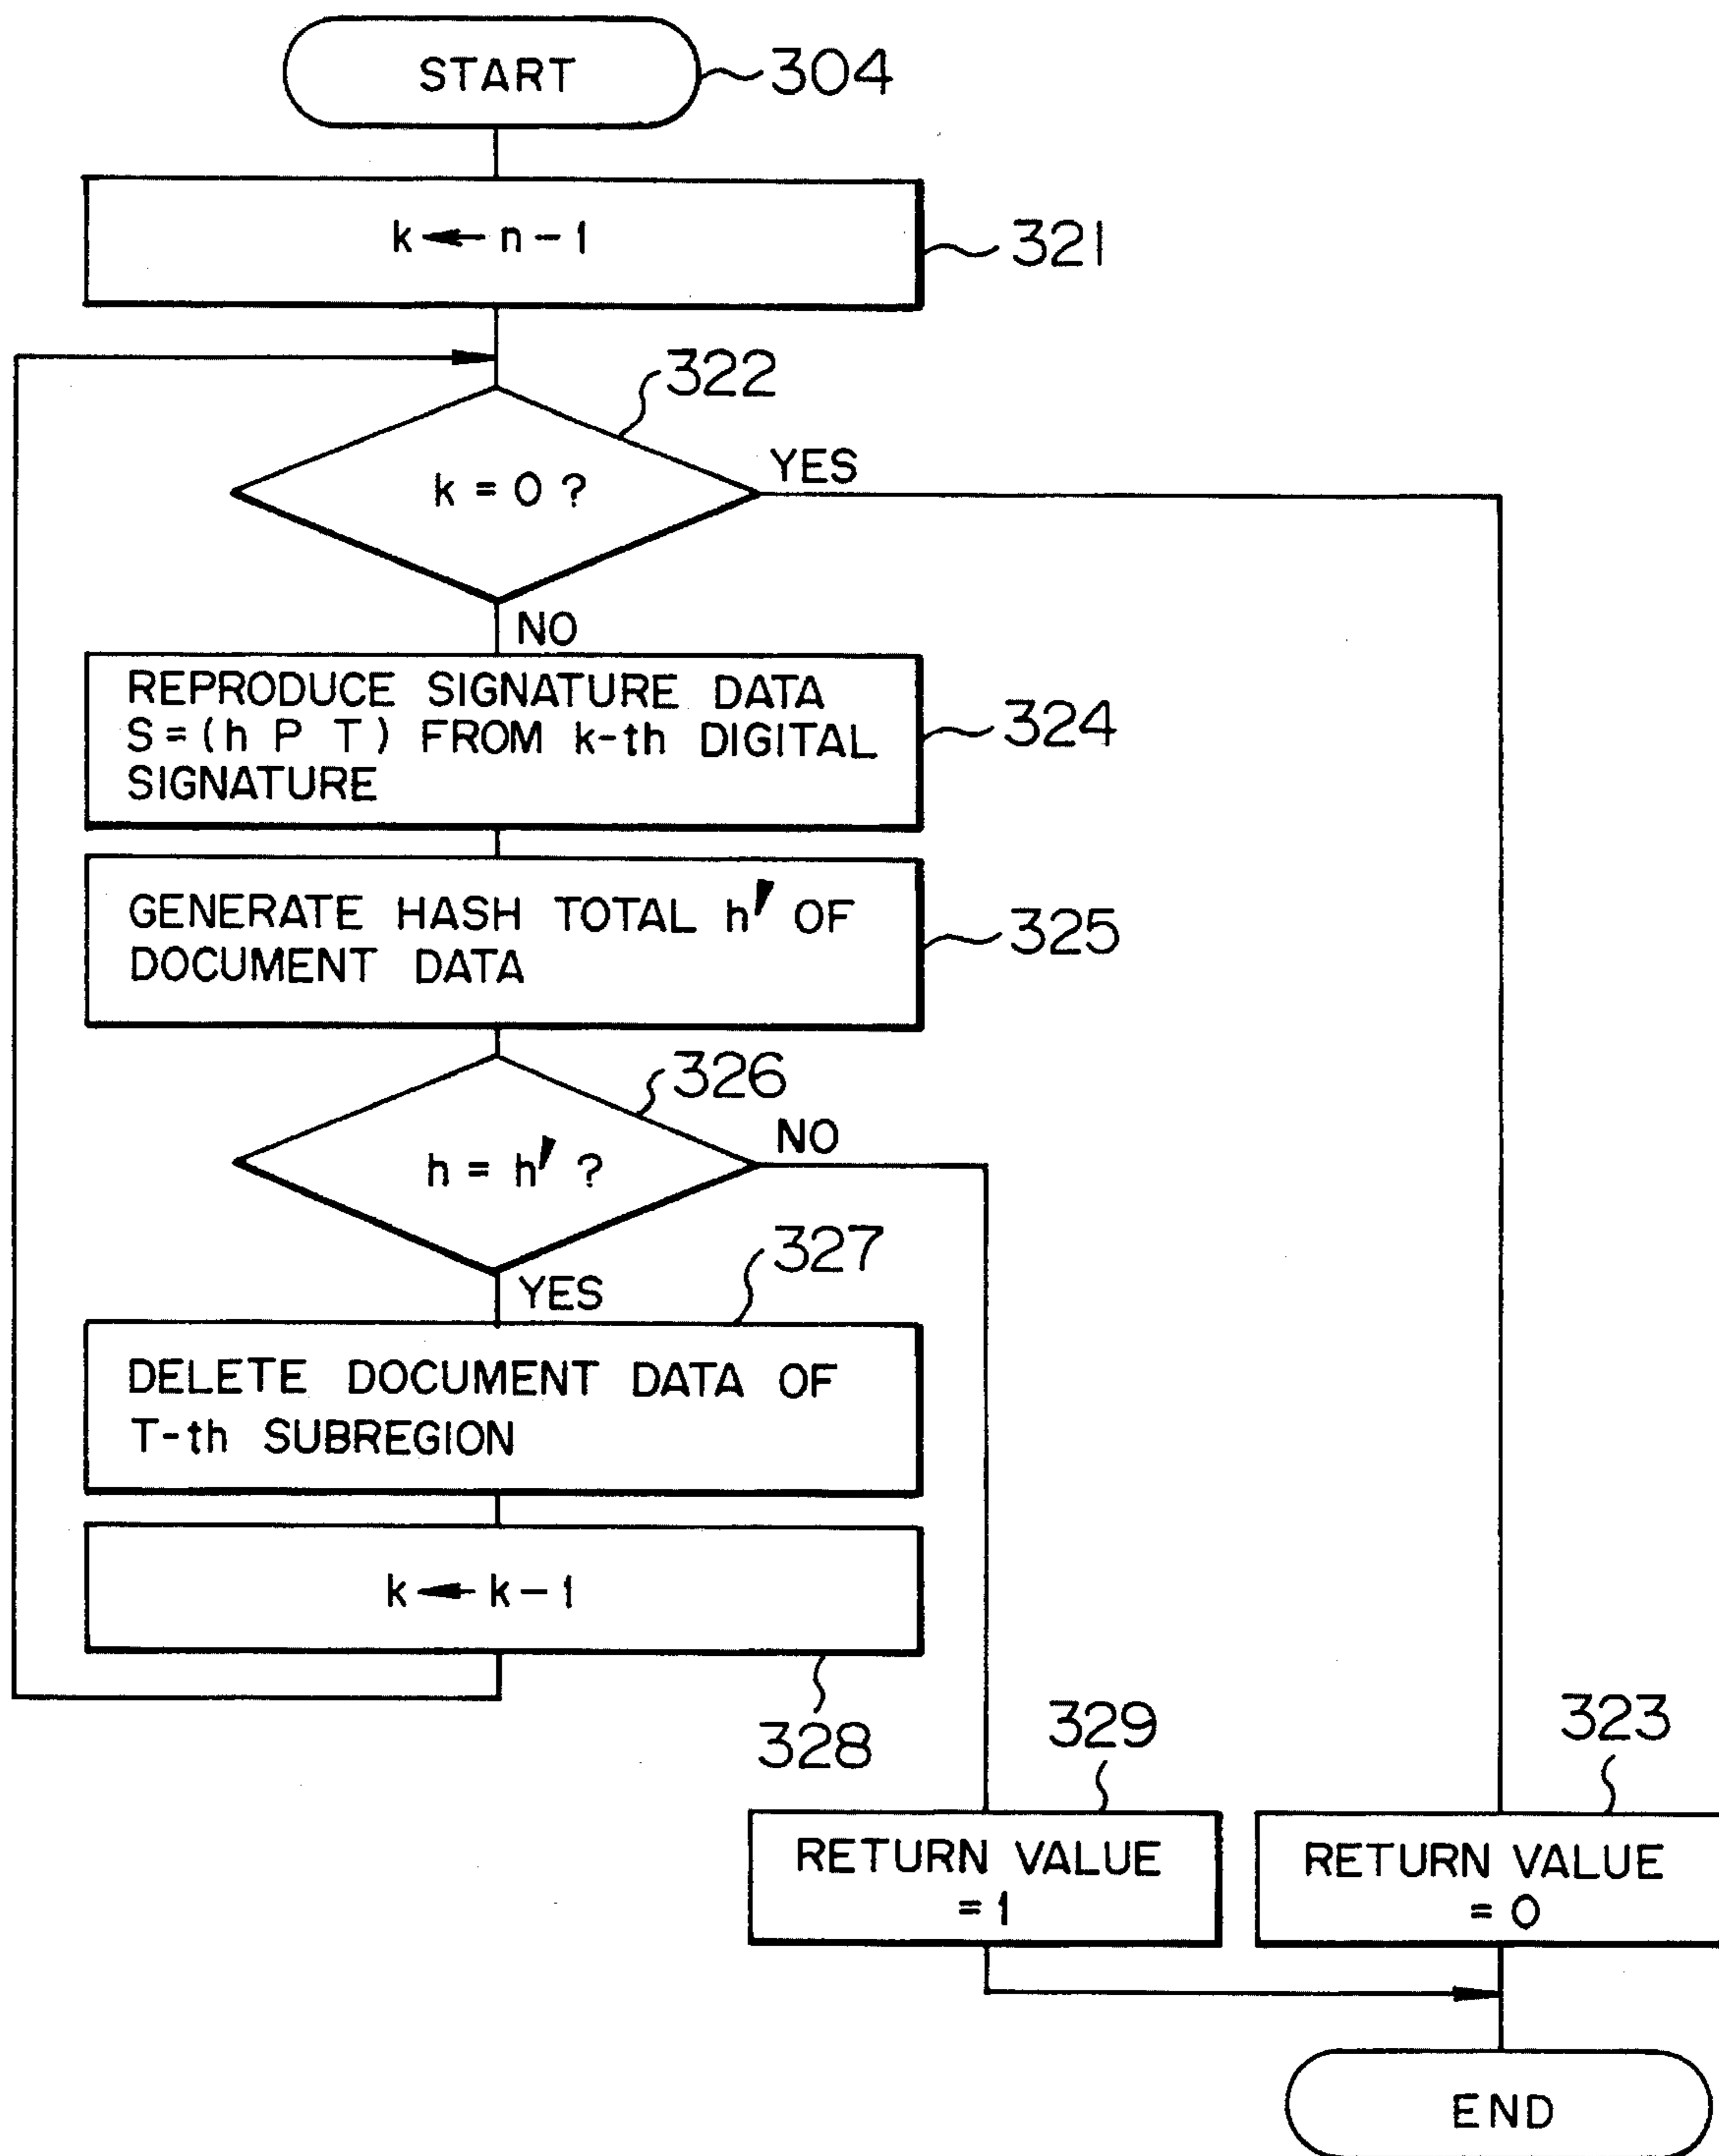 START
304
k ← n - 1
321
322
k = 0 ?
YES
NO
REPRODUCE SIGNATURE DATA
S = (h P T) FROM k-th DIGITAL
SIGNATURE
324
GENERATE HASH TOTAL h' OF
DOCUMENT DATA
325
326
h = h' ?
NO
YES
327
DELETE DOCUMENT DATA OF
T-th SUBREGION
k ← k - 1
328
329
323
RETURN VALUE
= 1
RETURN VALUE
= 0
END